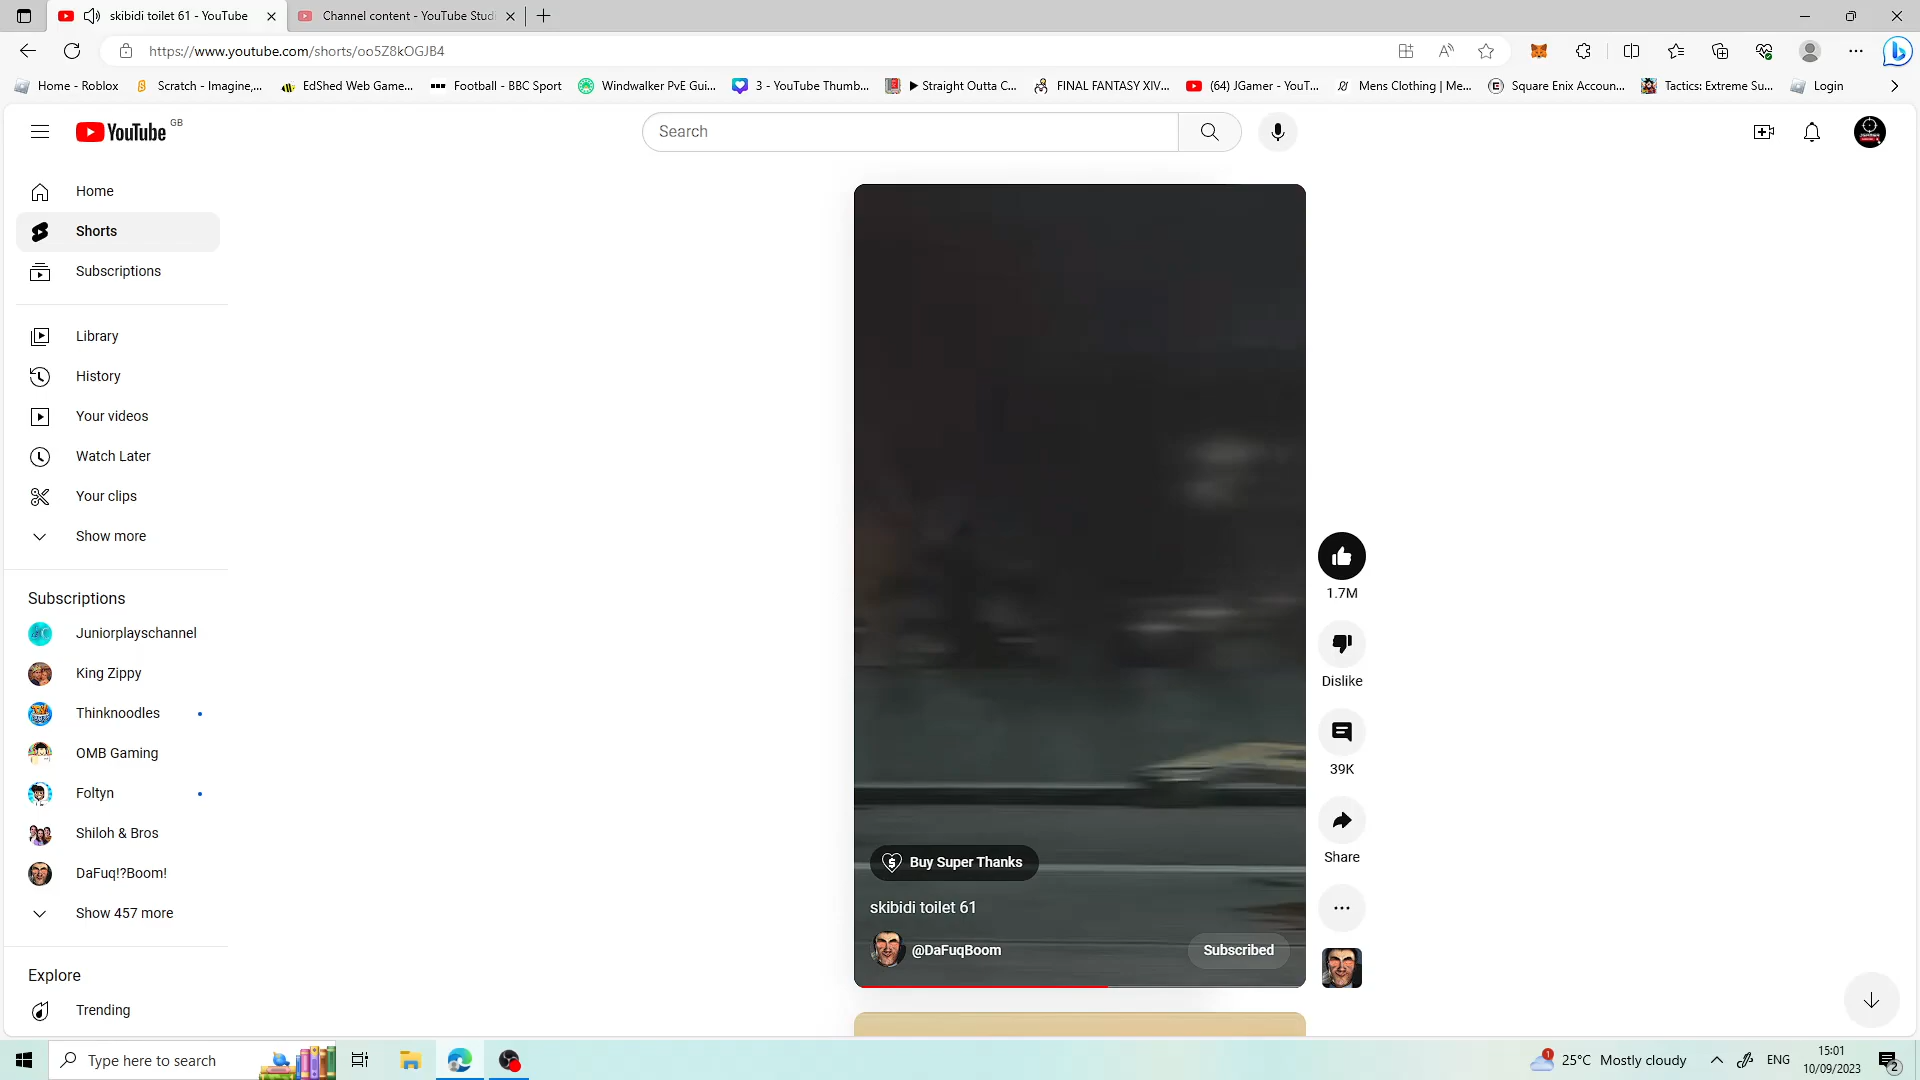 skibidi toilet 61 - YouTube
Channel content - YouTube Studi
https://www.youtube.com/shorts/oo5Z8kOGJB4
Home - Roblox
Scratch - Imagine,...
EdShed Web Game...
Football - BBC Sport
Windwalker PvE Gui...
3 - YouTube Thumb...
▶ Straight Outta C...
FINAL FANTASY XIV...
(64) JGamer - YouT...
Mens Clothing | Me...
Square Enix Accoun...
Tactics: Extreme Su...
Login
YouTube GB
Search
Home
Shorts
Subscriptions
Library
History
Your videos
Watch Later
Your clips
Show more
Subscriptions
Juniorplayschannel
King Zippy
Thinknoodles
OMB Gaming
Foltyn
Shiloh & Bros
DaFuq!?Boom!
Show 457 more
Explore
Trending
1.7M
Dislike
39K
Share
Buy Super Thanks
skibidi toilet 61
@DaFuqBoom
Subscribed
Type here to search
1
25°C Mostly cloudy
ENG
15:01
10/09/2023
2